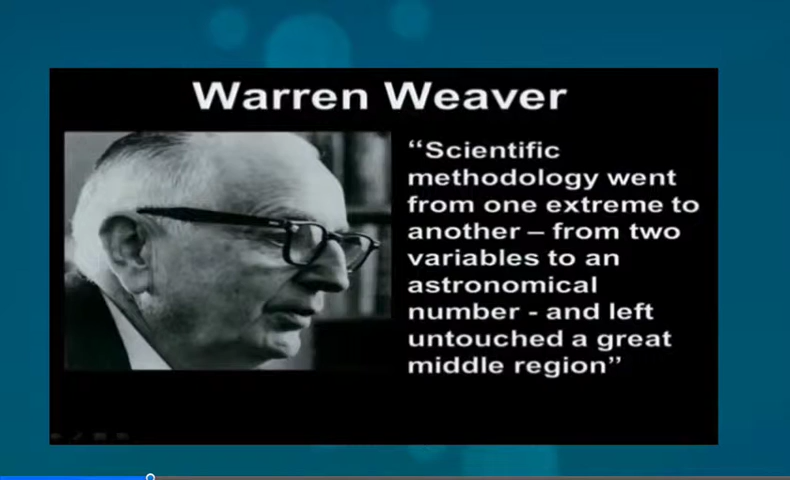 Warren Weaver
“Scientific
methodology went
from one extreme to
another – from two
variables to an
astronomical
number - and left
untouched a great
middle region”